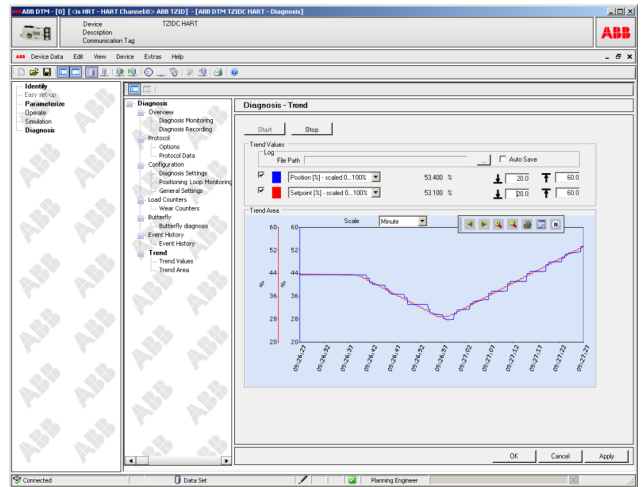 ABB DTM - [0] [<is HRT - HART Channel:0> ABB TZID] - [ABB DTM TZIDC HART - Diagnosis]
Device TZIDC HART
Description
Communication Tag
ABB
Device Data Edit View Device Extras Help
Identify
Easy set-up
Parameterize
Operate
Simulation
Diagnosis
Diagnosis
Overview
Diagnosis Monitoring
Diagnosis Recording
Protocol
Options
Protocol Data
Configuration
Diagnosis Settings
Positioning Loop Monitoring
General Settings
Load Counters
Wear Counters
Butterfly
Butterfly diagnosis
Event History
Event History
Trend
Trend Values
Trend Area
Diagnosis - Trend
Start Stop
Trend Values
Log
File Path ... Auto Save
Position [%] - scaled 0...100% 53.400 % 20.0 60.0
Setpoint [%] - scaled 0...100% 53.100 % 20.0 60.0
Trend Area
Scale Minute
60 60
52 52
44 44
% %
36 36
28 28
20 20
09:26:27 09:26:32 09:26:37 09:26:42 09:26:47 09:26:52 09:26:57 09:27:02 09:27:07 09:27:12 09:27:17 09:27:22 09:27:27
OK Cancel Apply
Connected Data Set Planning Engineer